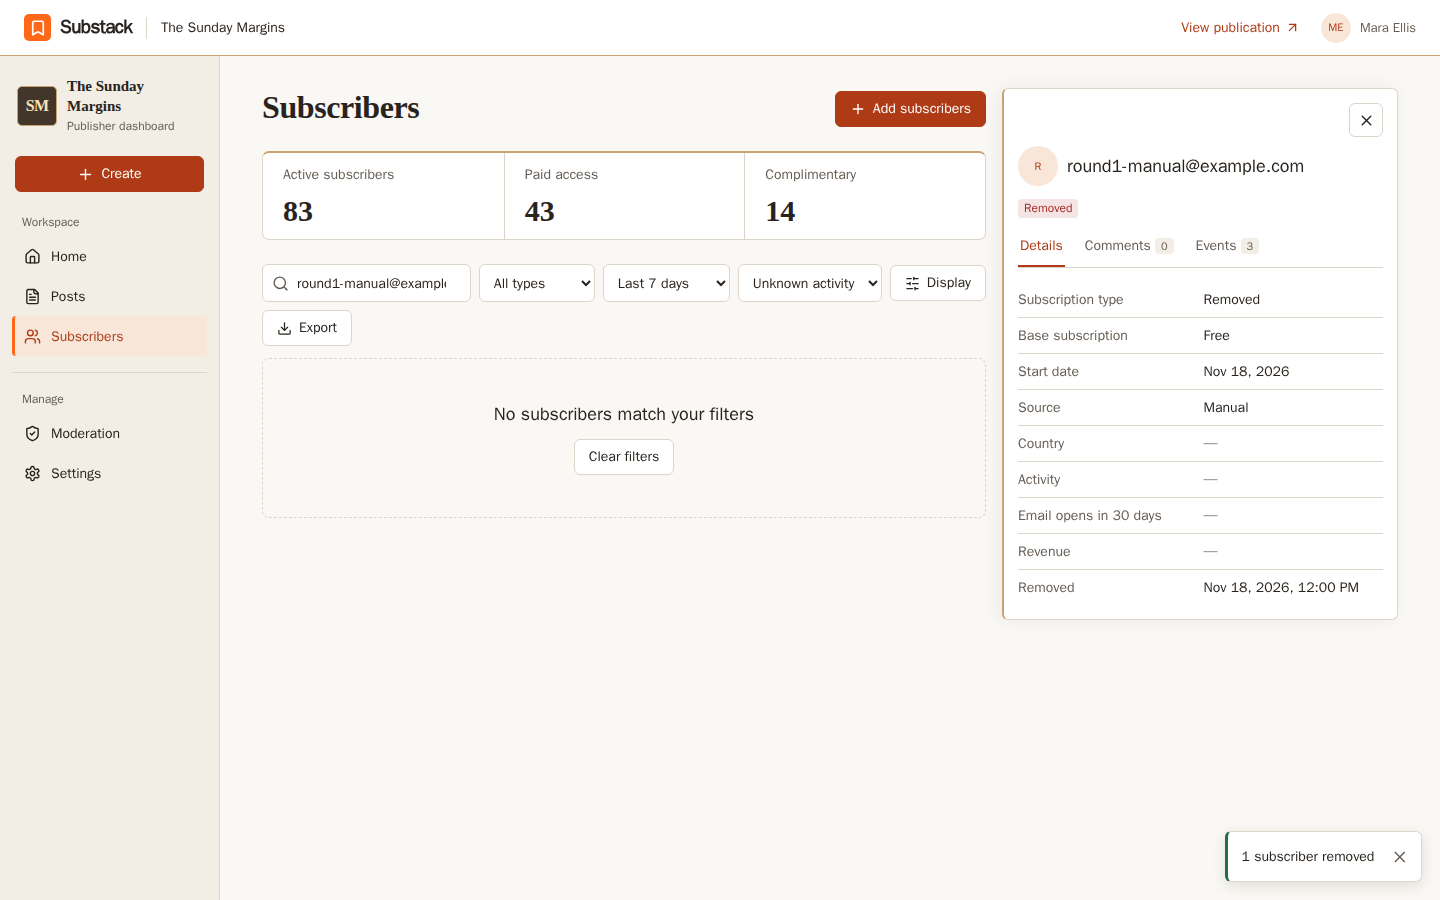 Substack
The Sunday Margins
View publication
ME
Mara Ellis
SM
The Sunday
Margins
Publisher dashboard
Create
Workspace
Home
Posts
Subscribers
Manage
Moderation
Settings
Subscribers
Add subscribers
Active subscribers
83
Paid access
43
Complimentary
14
round1-manual@exampl
All types
Last 7 days
Unknown activity
Display
Export
No subscribers match your filters
Clear filters
R
round1-manual@example.com
Removed
Details
Comments 0
Events 3
Subscription type Removed
Base subscription Free
Start date Nov 18, 2026
Source Manual
Country —
Activity —
Email opens in 30 days —
Revenue —
Removed Nov 18, 2026, 12:00 PM
1 subscriber removed